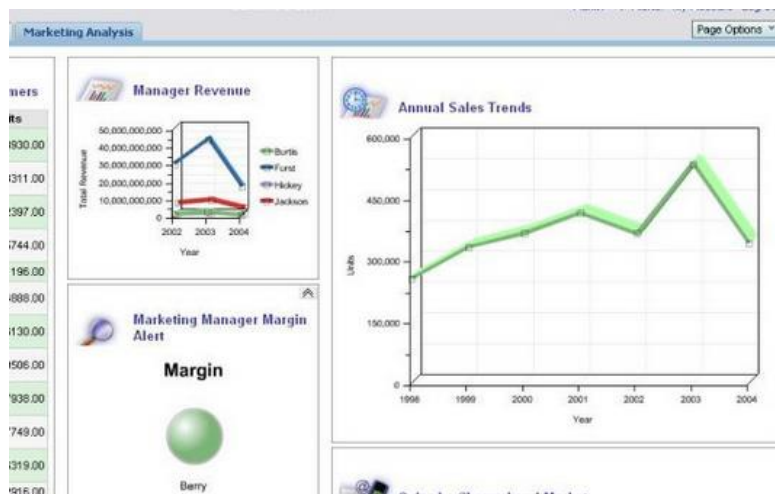 Marketing Analysis
Page Options
mers
its
930.00
311.00
397.00
744.00
196.00
888.00
130.00
506.00
938.00
749.00
319.00
916.00
Manager Revenue
50,000,000,000
40,000,000,000
30,000,000,000
20,000,000,000
10,000,000,000
0
Total Revenue
2002 2003 2004
Year
Burtis
Furst
Hickey
Jackson
Marketing Manager Margin
Alert
Margin
Berry
Annual Sales Trends
600,000
450,000
300,000
150,000
0
Units
1998 1999 2000 2001 2002 2003 2004
Year